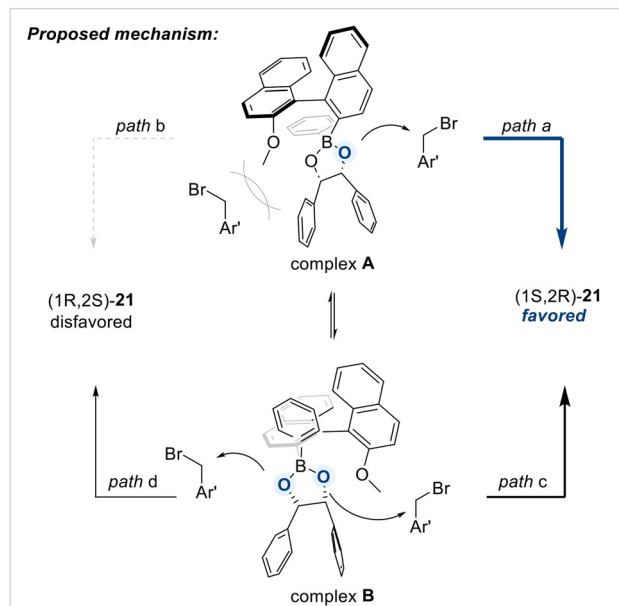 Proposed mechanism:
path b
Br
Ar'
O
B
O
O
Br
Ar'
path a
complex A
(1R,2S)-21
disfavored
(1S,2R)-21
favored
path d
Br
Ar'
B
O
O
O
Br
Ar'
path c
complex B